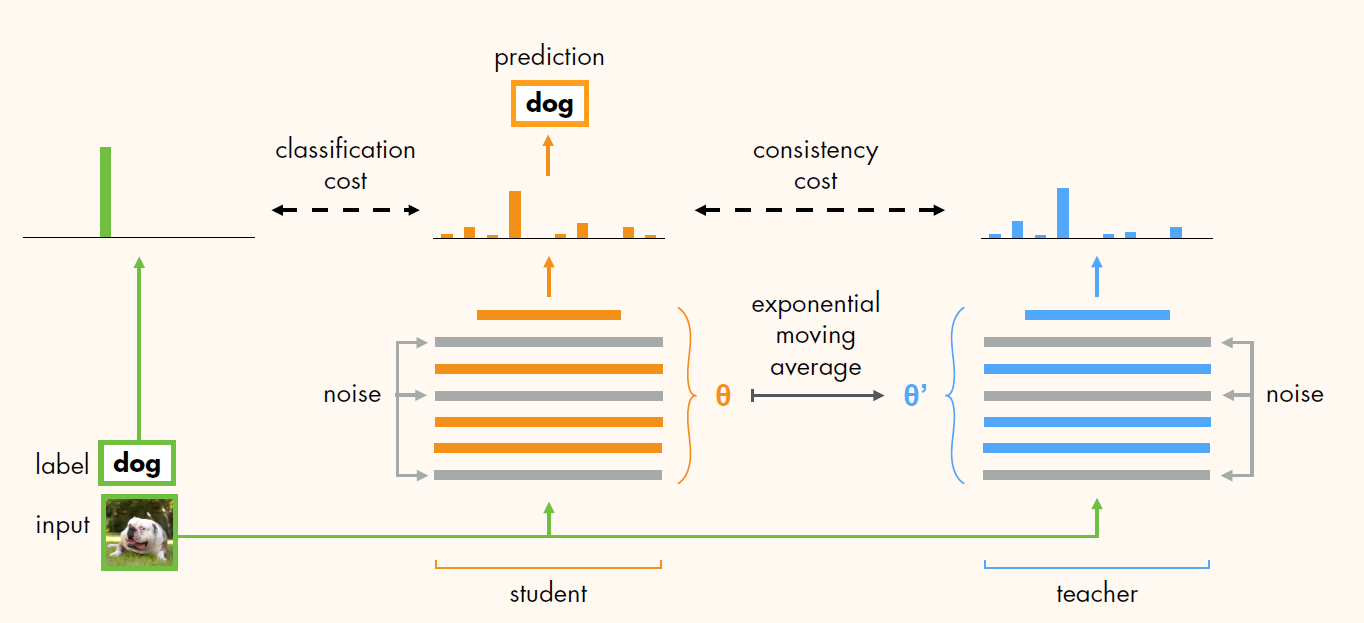 prediction
dog
classification
cost
consistency
cost
exponential
moving
average
noise
θ
θ’
noise
label
dog
input
student
teacher